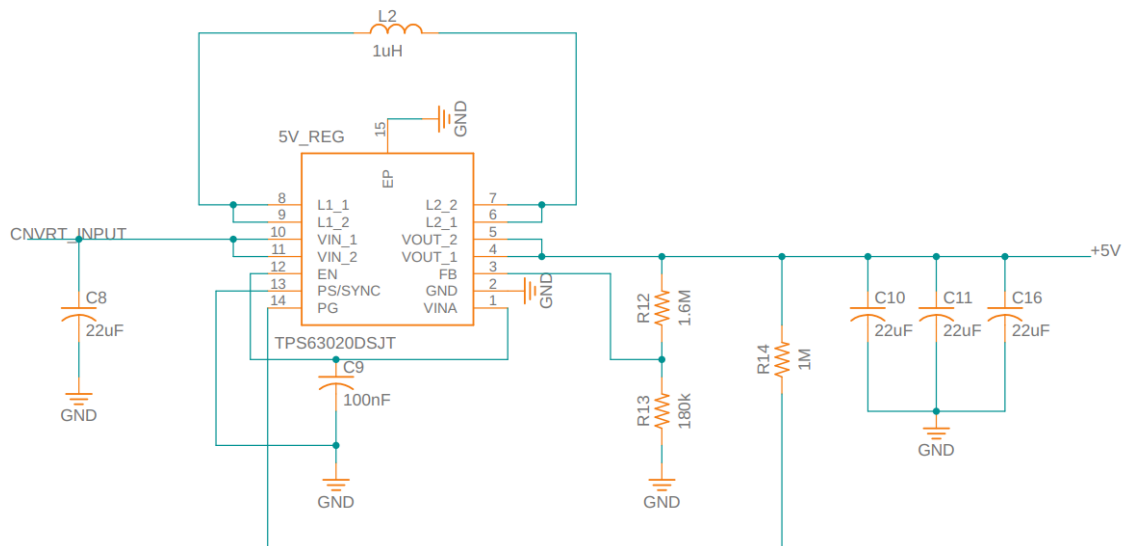 L2
1uH
GND
15
5V_REG
EP
8 L1_1 L2_2 7
9 L1_2 L2_1 6
CNVRT_INPUT 10 VIN_1 VOUT_2 5
11 VIN_2 VOUT_1 4 +5V
12 EN FB 3
13 PS/SYNC GND 2 GND
14 PG VINA 1
C8
22uF
GND
TPS63020DSJT
C9
100nF
GND
R12
1.6M
R13
180k
GND
R14
1M
C10 C11 C16
22uF 22uF 22uF
GND